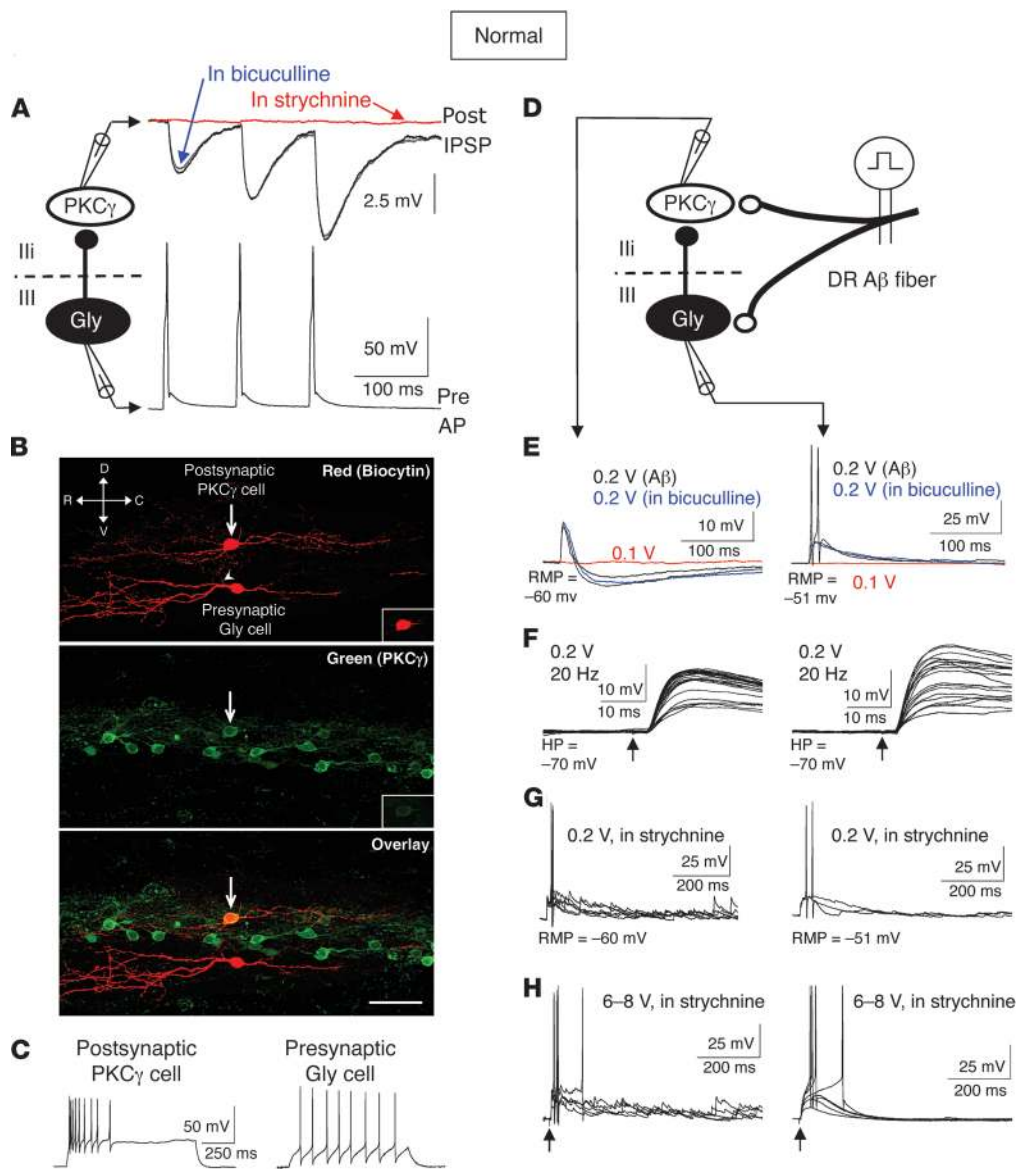 Normal
A
In bicuculline
In strychnine
Post
IPSP
2.5 mV
PKCγ
IIi
III
Gly
50 mV
100 ms
Pre
AP
B
D
R
C
V
Postsynaptic
PKCγ cell
Red (Biocytin)
Presynaptic
Gly cell
Green (PKCγ)
Overlay
C
Postsynaptic
PKCγ cell
Presynaptic
Gly cell
50 mV
250 ms
D
PKCγ
IIi
III
Gly
DR Aβ fiber
E
0.2 V (Aβ)
0.2 V (in bicuculline)
10 mV
100 ms
0.1 V
RMP =
–60 mv
0.2 V (Aβ)
0.2 V (in bicuculline)
25 mV
100 ms
RMP =
–51 mV
0.1 V
F
0.2 V
20 Hz
10 mV
10 ms
HP =
–70 mV
0.2 V
20 Hz
10 mV
10 ms
HP =
–70 mV
G
0.2 V, in strychnine
25 mV
200 ms
RMP = –60 mV
0.2 V, in strychnine
25 mV
200 ms
RMP = –51 mV
H
6–8 V, in strychnine
25 mV
200 ms
6–8 V, in strychnine
25 mV
200 ms